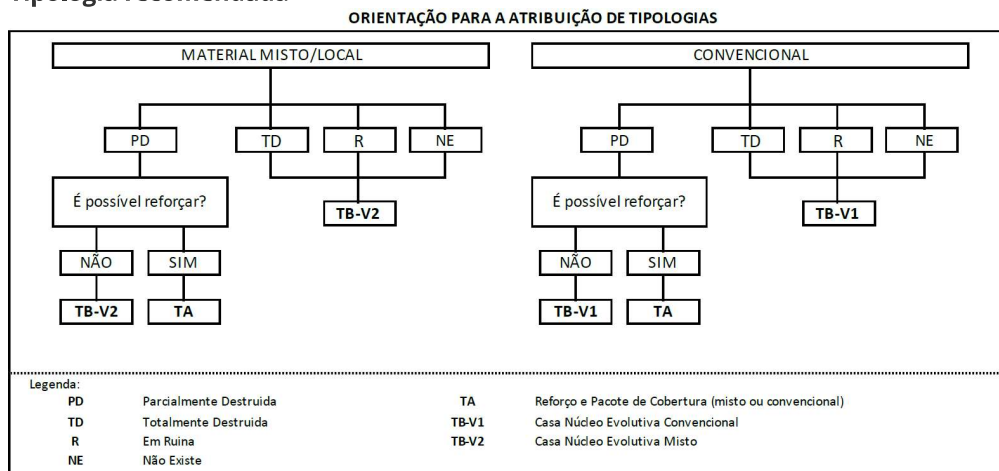 Tipologia recomendada
ORIENTAÇÃO PARA A ATRIBUIÇÃO DE TIPOLOGIAS
MATERIAL MISTO/LOCAL
PD TD R NE
É possível reforçar?
TB-V2
NÃO SIM
TB-V2 TA
CONVENCIONAL
PD TD R NE
É possível reforçar?
TB-V1
NÃO SIM
TB-V1 TA
Legenda:
PD Parcialmente Destruida
TD Totalmente Destruida
R Em Ruina
NE Não Existe
TA Reforço e Pacote de Cobertura (misto ou convencional)
TB-V1 Casa Núcleo Evolutiva Convencional
TB-V2 Casa Núcleo Evolutiva Misto